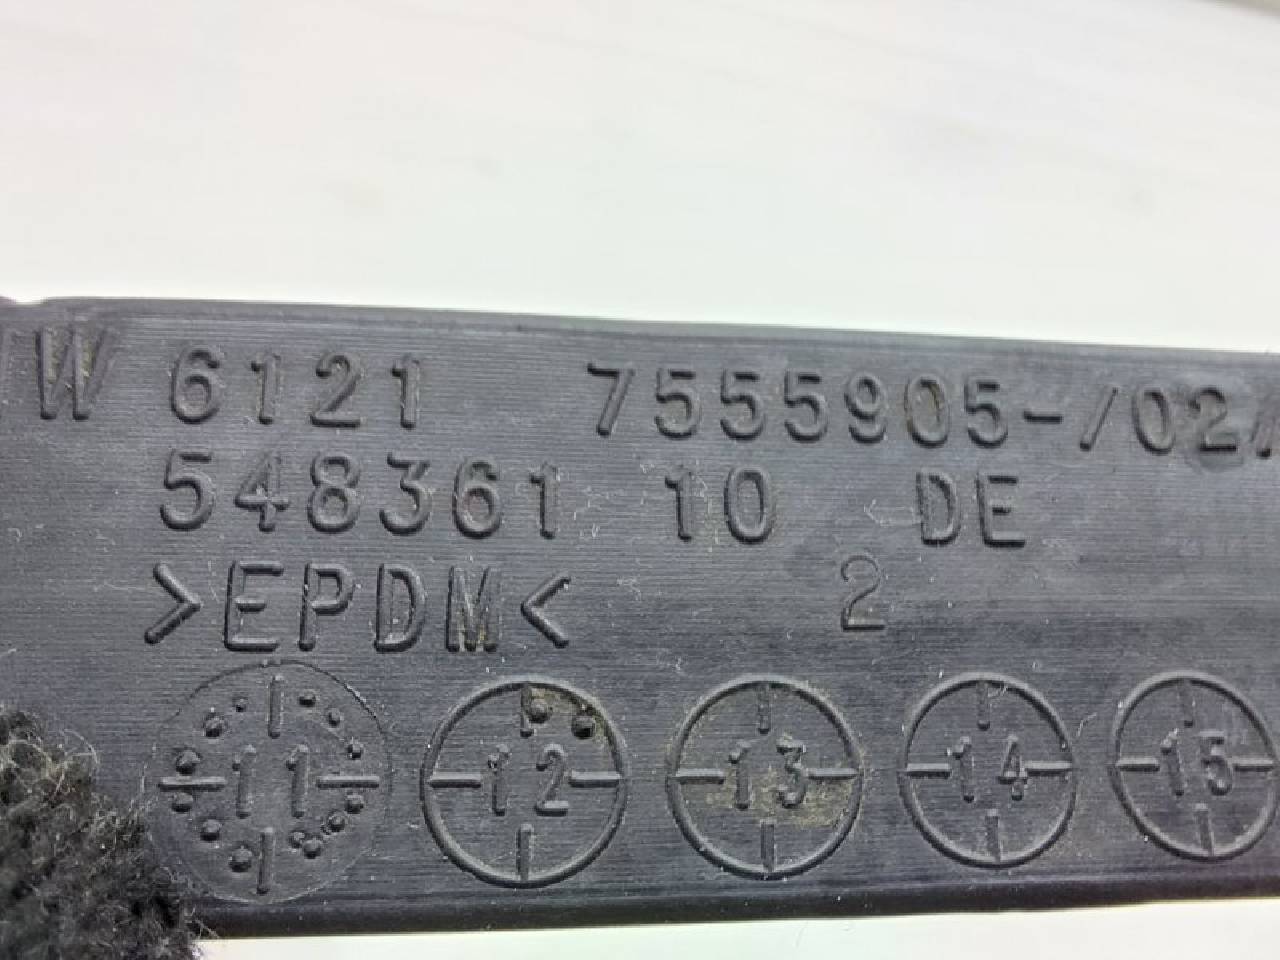 W 6121 7555905-/02/
548361 10 DE
>EPDM< 2
11 12 13 14 15